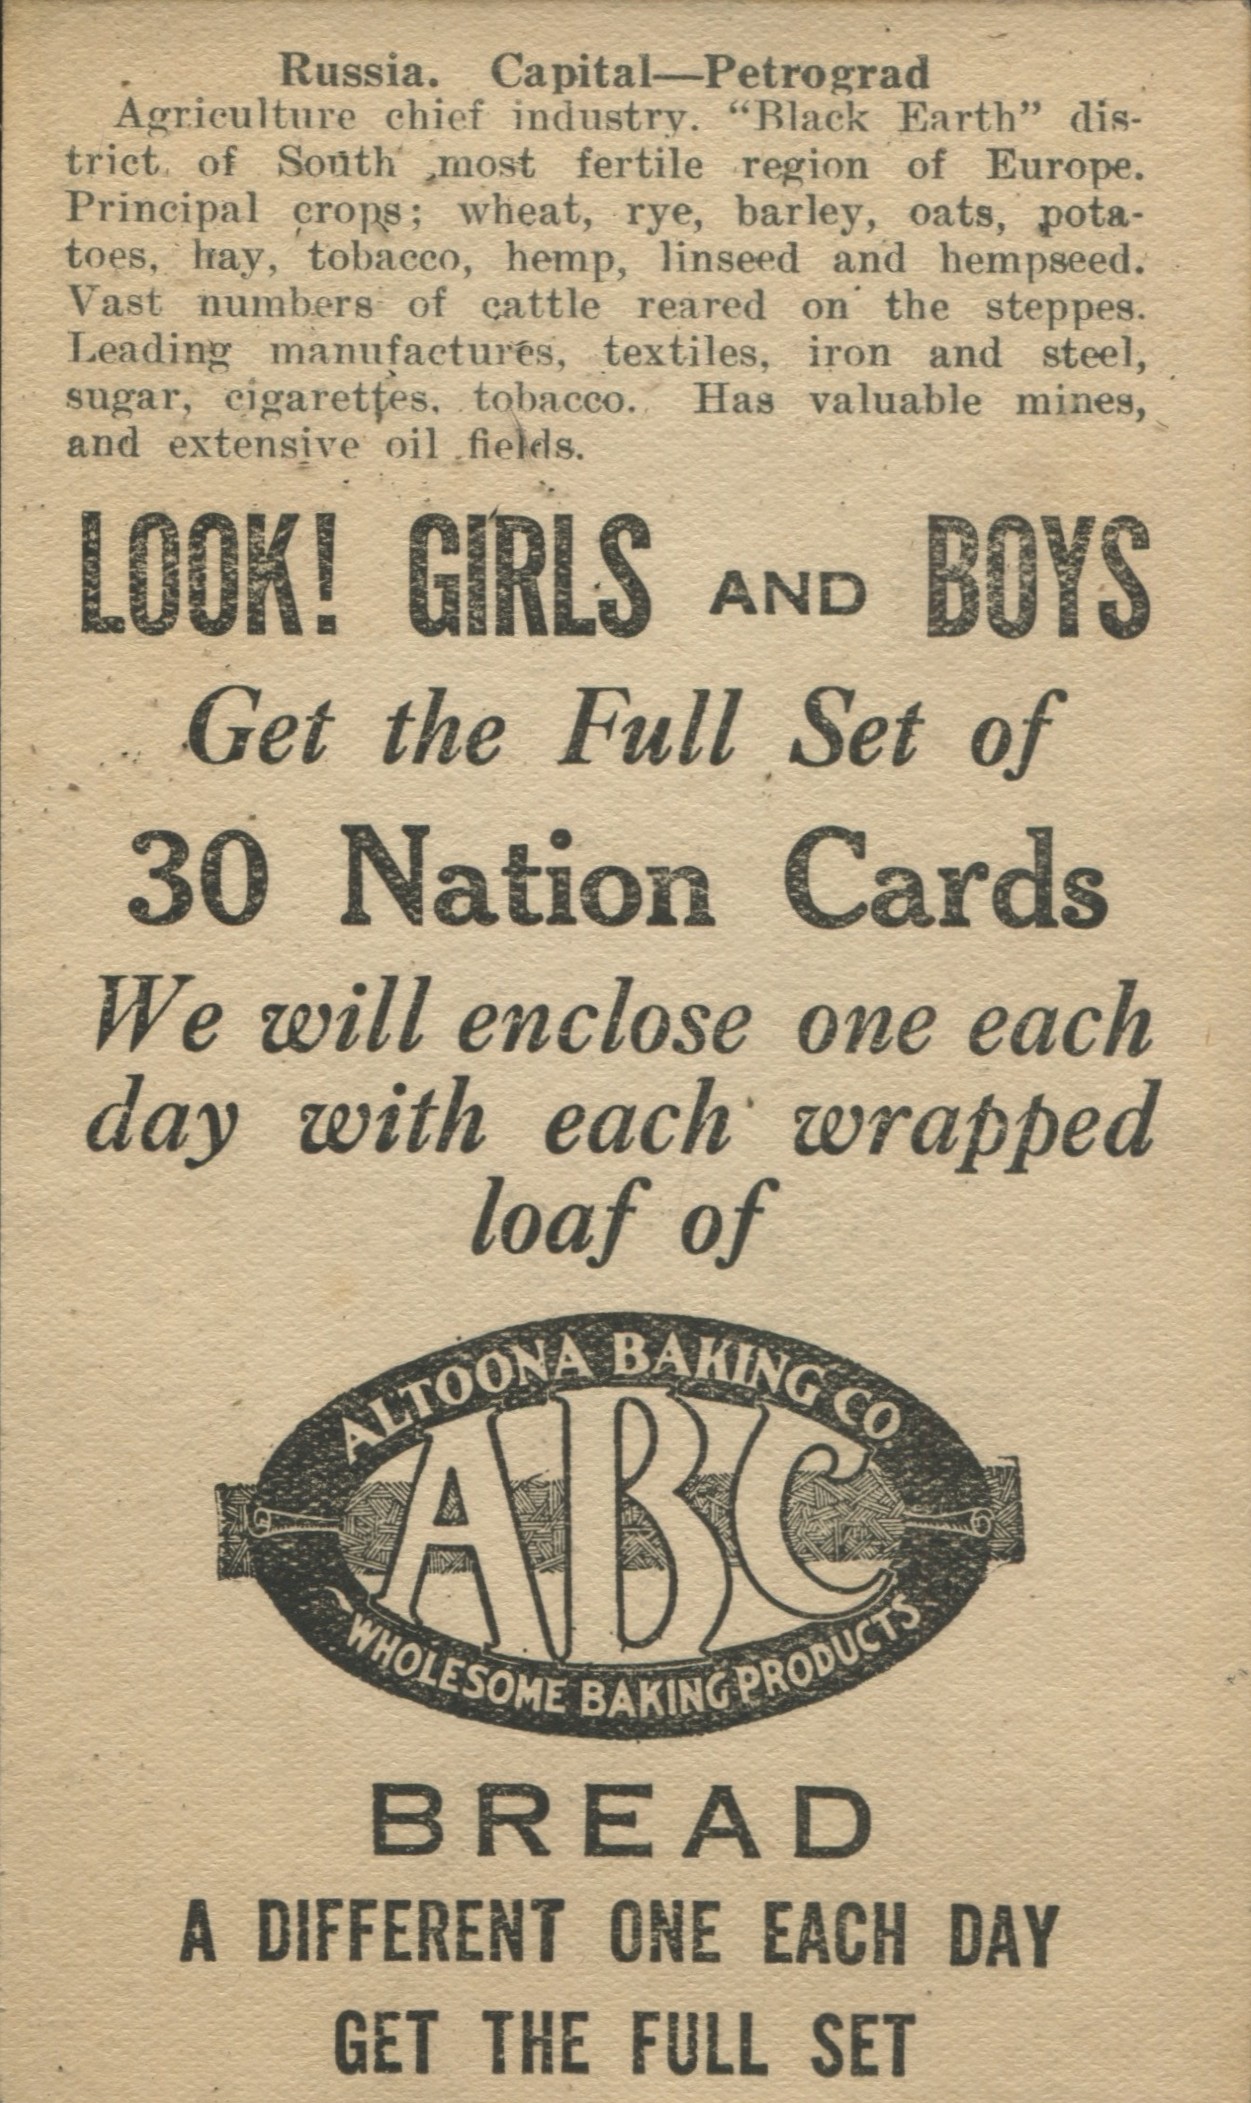 Russia. Capital—Petrograd
Agriculture chief industry. “Black Earth” dis-
trict of South most fertile region of Europe.
Principal crops; wheat, rye, barley, oats, pota-
toes, hay, tobacco, hemp, linseed and hempseed.
Vast numbers of cattle reared on the steppes.
Leading manufactures, textiles, iron and steel,
sugar, cigarettes, tobacco. Has valuable mines,
and extensive oil fields.
LOOK! GIRLS AND BOYS
Get the Full Set of
30 Nation Cards
We will enclose one each
day with each wrapped
loaf of
ALTOONA BAKING CO.
ABC
WHOLESOME BAKING PRODUCTS
BREAD
A DIFFERENT ONE EACH DAY
GET THE FULL SET